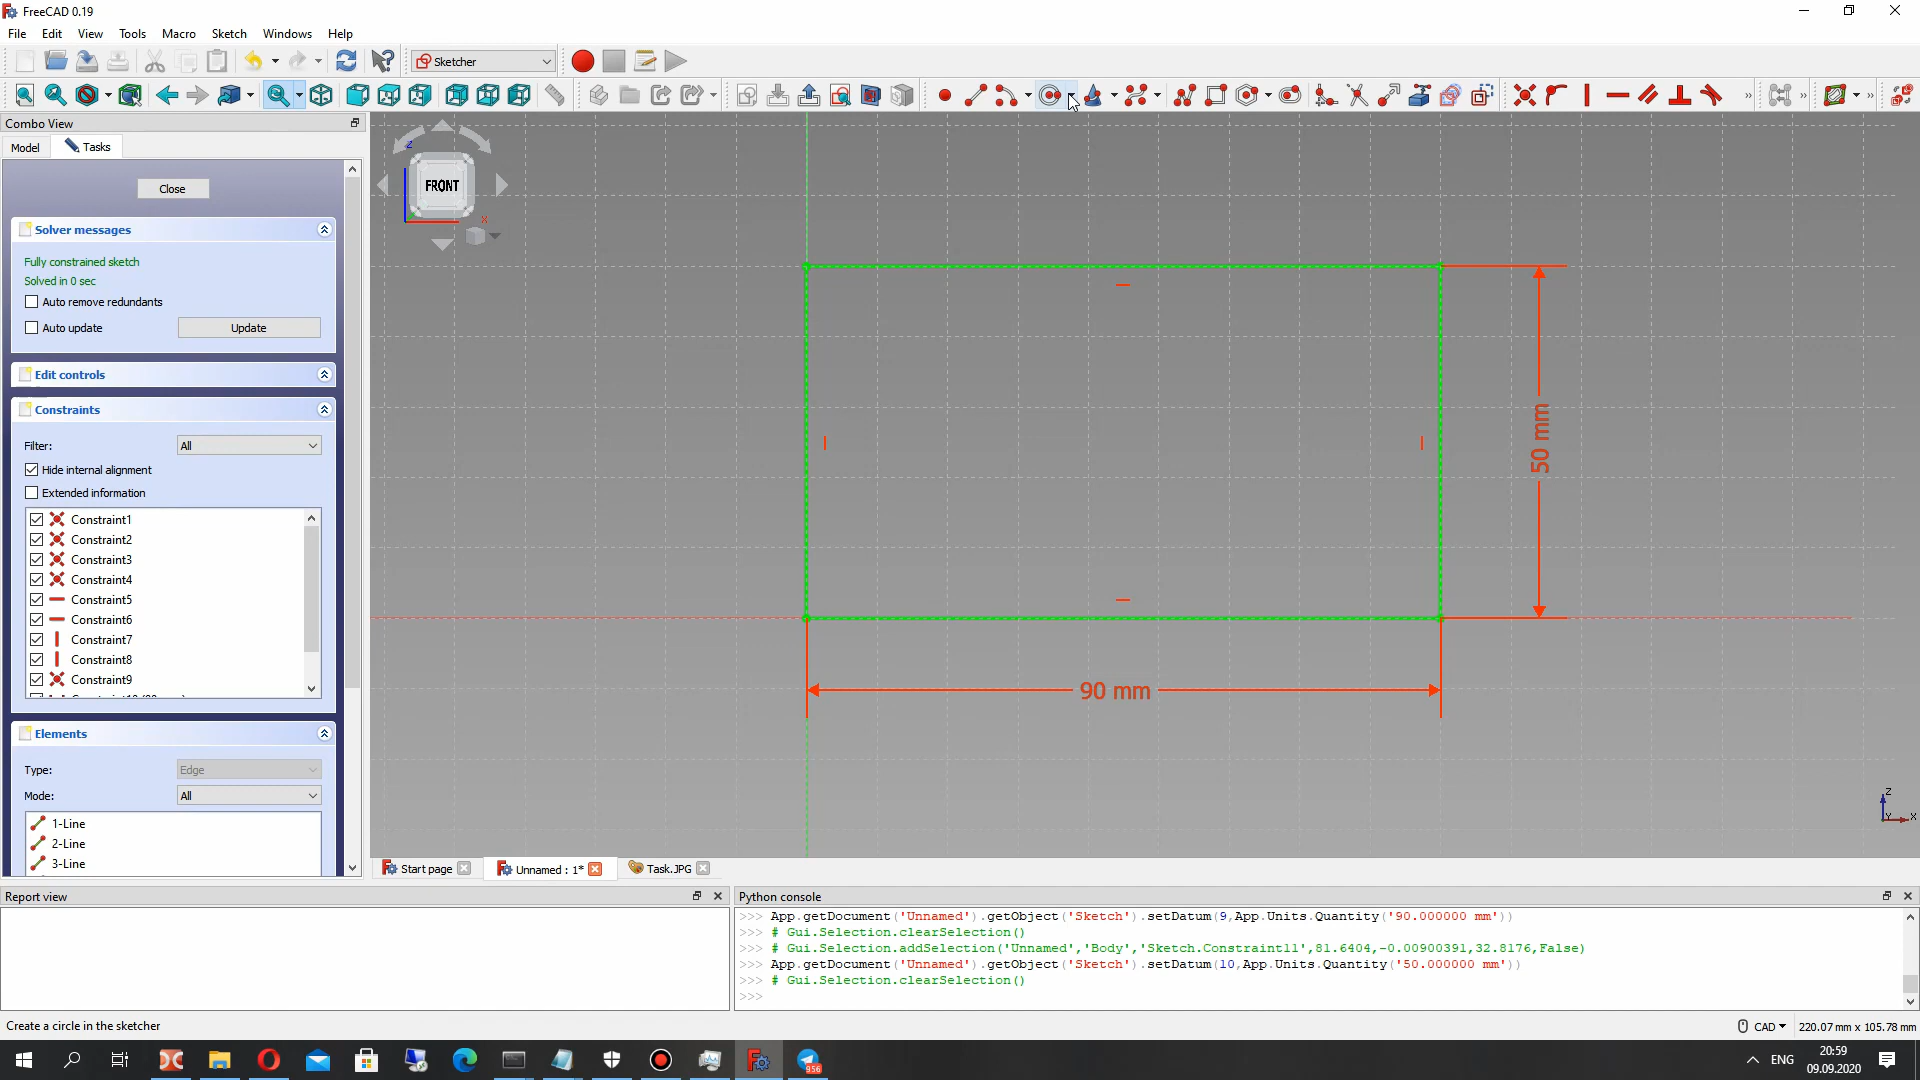 FreeCAD 0.19
File Edit View Tools Macro Sketch Windows Help
Sketcher
Combo View
Model Tasks
Close
Solver messages
Fully constrained sketch
Solved in 0 sec
Auto remove redundants
Auto update Update
Edit controls
Constraints
Filter: All
Hide internal alignment
Extended information
Constraint1
Constraint2
Constraint3
Constraint4
Constraint5
Constraint6
Constraint7
Constraint8
Constraint9
Elements
Type: Edge
Mode: All
1-Line
2-Line
3-Line
Z
FRONT
X
50 mm
90 mm
Z
Y X
Start page Unnamed : 1* Task.JPG
Report view
Python console
>>> App.getDocument('Unnamed').getObject('Sketch').setDatum(9,App.Units.Quantity('90.000000 mm'))
>>> # Gui.Selection.clearSelection()
>>> # Gui.Selection.addSelection('Unnamed','Body','Sketch.Constraint11',81.6404,-0.00900391,32.8176,False)
>>> App.getDocument('Unnamed').getObject('Sketch').setDatum(10,App.Units.Quantity('50.000000 mm'))
>>> # Gui.Selection.clearSelection()
>>>
Create a circle in the sketcher
CAD 220.07 mm x 105.78 mm
956
ENG
20:59
09.09.2020